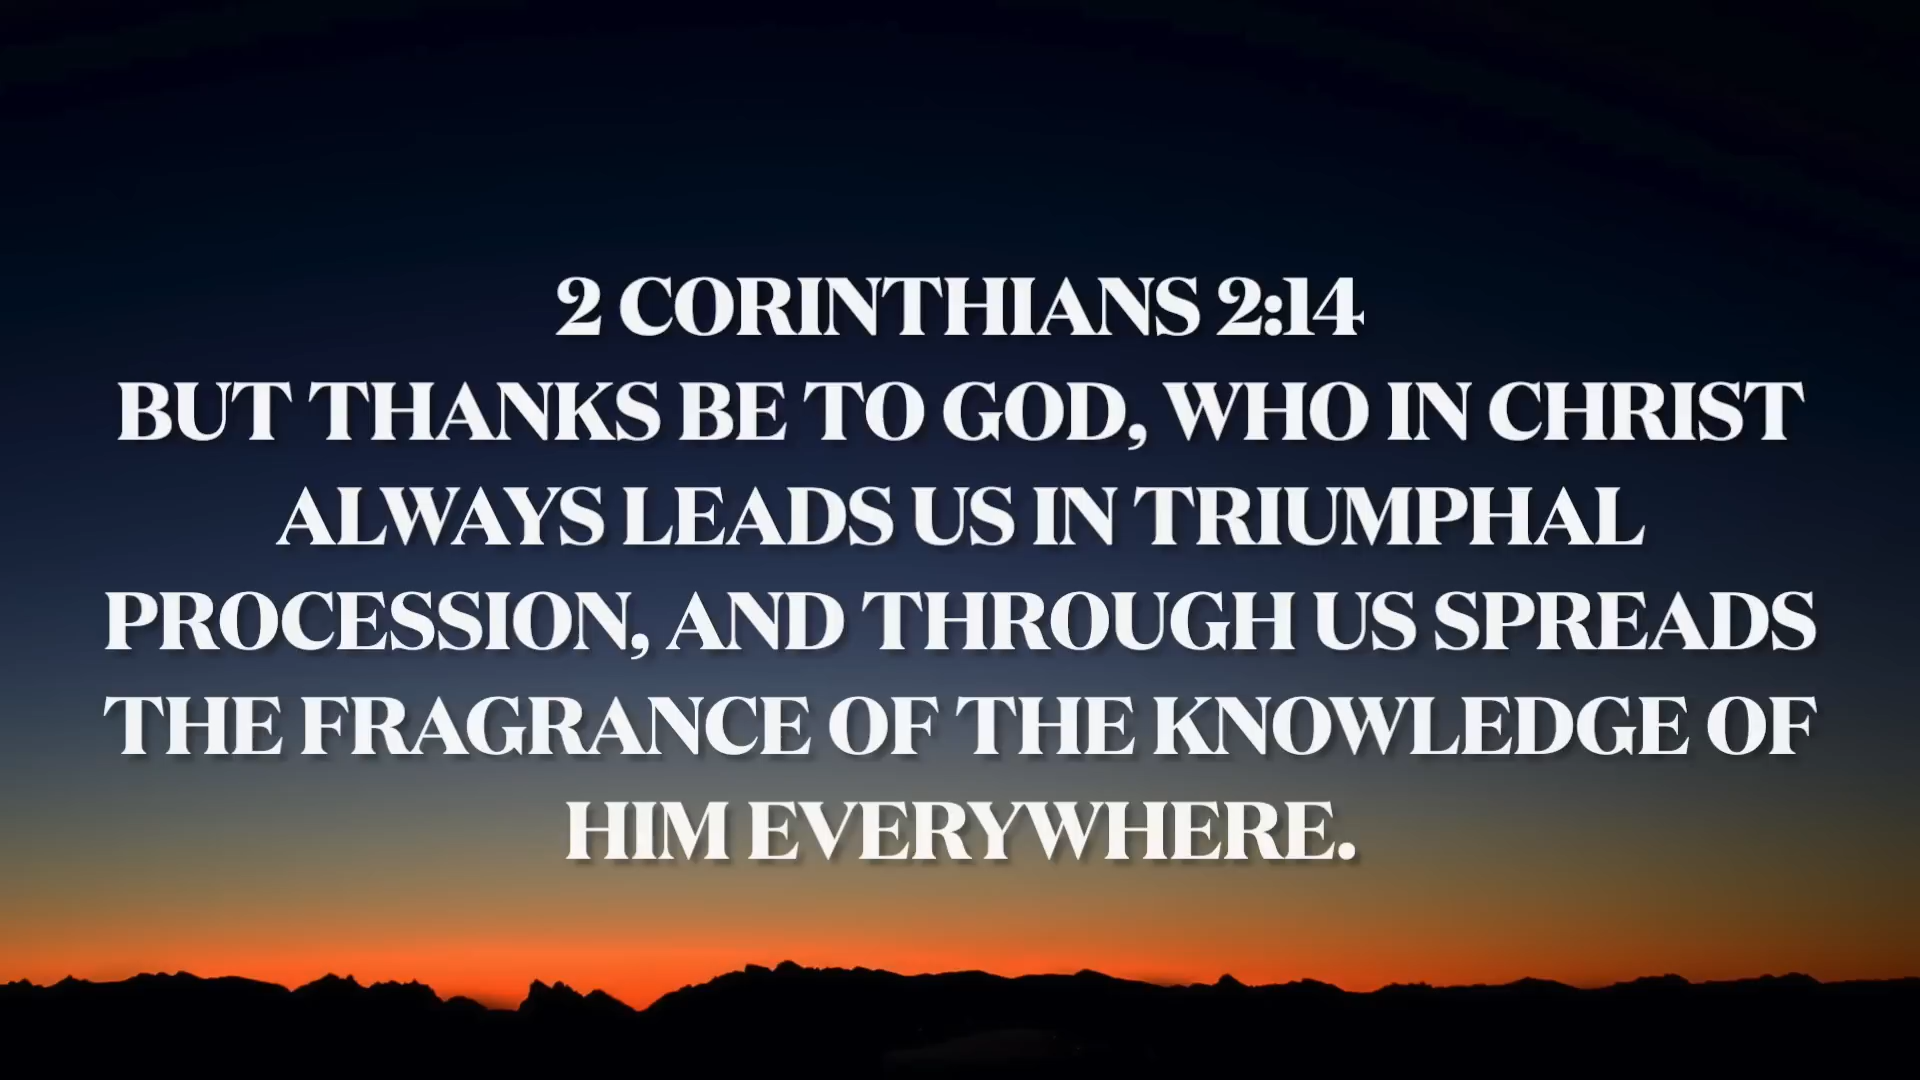 2 CORINTHIANS 2:14
BUT THANKS BE TO GOD, WHO IN CHRIST
ALWAYS LEADS US IN TRIUMPHAL
PROCESSION, AND THROUGH US SPREADS
THE FRAGRANCE OF THE KNOWLEDGE OF
HIM EVERYWHERE.